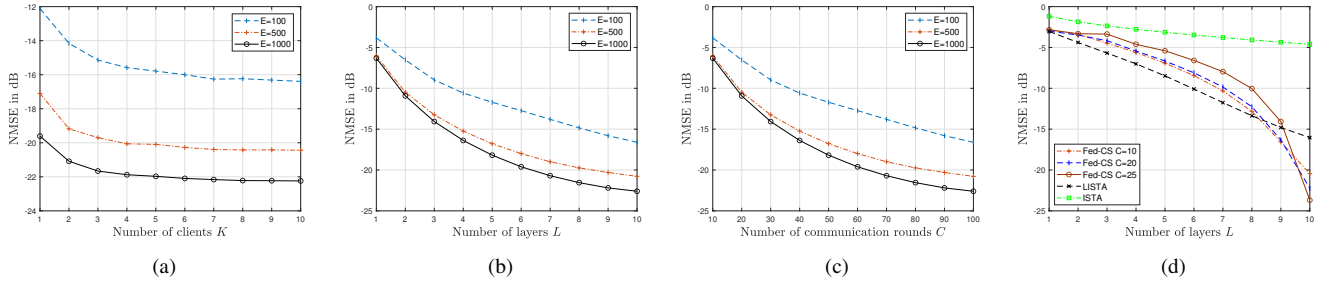 -12
-14
-16
-18
-20
-22
-24
NMSE in dB
1 2 3 4 5 6 7 8 9 10
Number of clients K
E=100
E=500
E=1000
(a)
0
-5
-10
-15
-20
-25
NMSE in dB
1 2 3 4 5 6 7 8 9 10
Number of layers L
E=100
E=500
E=1000
(b)
0
-5
-10
-15
-20
-25
NMSE in dB
10 20 30 40 50 60 70 80 90 100
Number of communication rounds C
E=100
E=500
E=1000
(c)
0
-5
-10
-15
-20
-25
NMSE in dB
1 2 3 4 5 6 7 8 9 10
Number of layers L
Fed-CS C=10
Fed-CS C=20
Fed-CS C=25
LISTA
ISTA
(d)